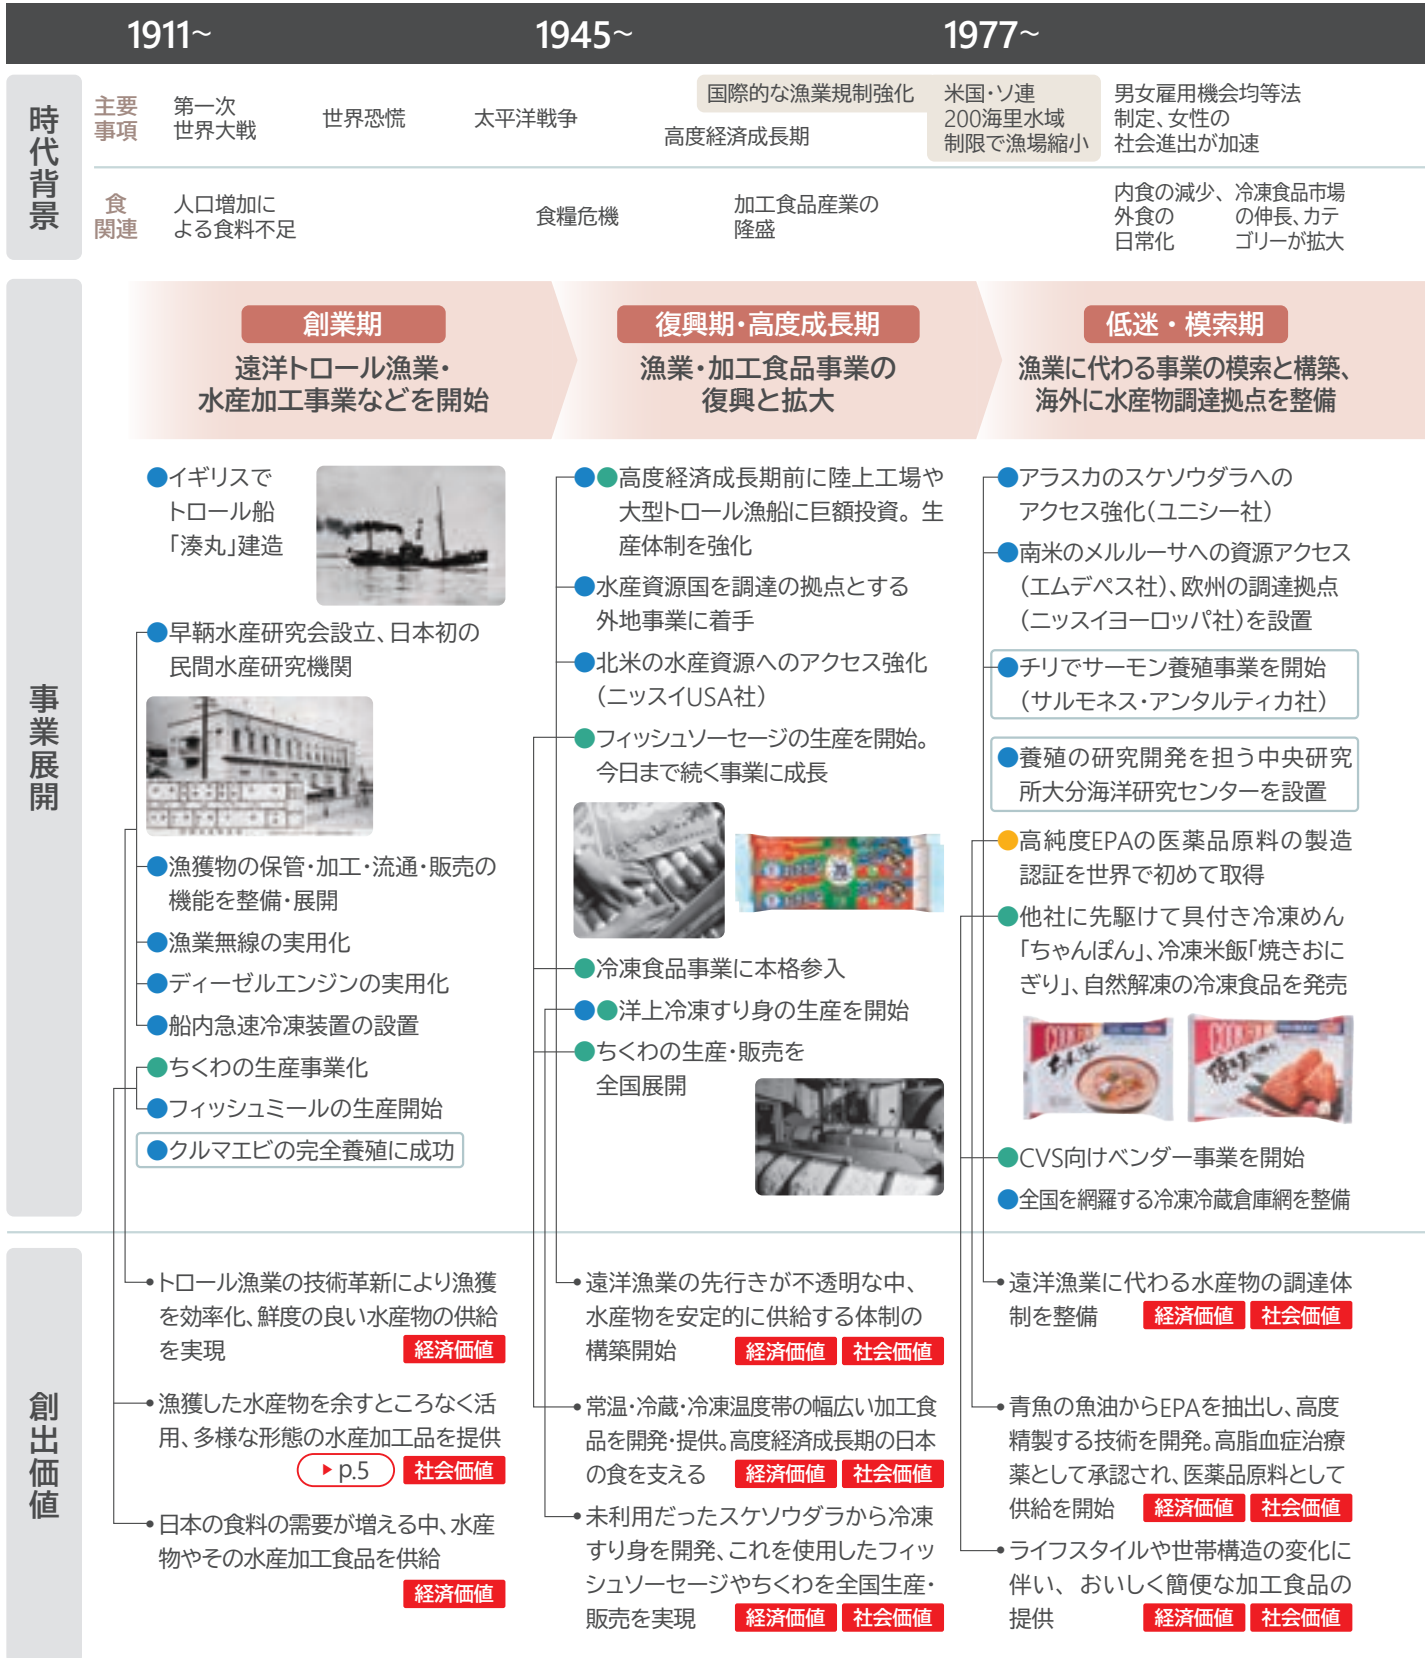 1911~
1945~
1977~
時代背景
主要
事項
第一次
世界大戦
世界恐慌
太平洋戦争
国際的な漁業規制強化
高度経済成長期
米国・ソ連
200海里水域
制限で漁場縮小
男女雇用機会均等法
制定、女性の
社会進出が加速
食
関連
人口増加に
よる食料不足
食糧危機
加工食品産業の
隆盛
内食の減少、
外食の
日常化
冷凍食品市場
の伸長、カテ
ゴリーが拡大
事業展開
創業期
遠洋トロール漁業・
水産加工事業などを開始
イギリスで
トロール船
「湊丸」建造
早鞆水産研究会設立、日本初の
民間水産研究機関
漁獲物の保管・加工・流通・販売の
機能を整備・展開
漁業無線の実用化
ディーゼルエンジンの実用化
船内急速冷凍装置の設置
ちくわの生産事業化
フィッシュミールの生産開始
クルマエビの完全養殖に成功
復興期・高度成長期
漁業・加工食品事業の
復興と拡大
高度経済成長期前に陸上工場や
大型トロール漁船に巨額投資。生
産体制を強化
水産資源国を調達の拠点とする
外地事業に着手
北米の水産資源へのアクセス強化
（ニッスイUSA社）
フィッシュソーセージの生産を開始。
今日まで続く事業に成長
冷凍食品事業に本格参入
洋上冷凍すり身の生産を開始
ちくわの生産・販売を
全国展開
低迷・模索期
漁業に代わる事業の模索と構築、
海外に水産物調達拠点を整備
アラスカのスケソウダラへの
アクセス強化（ユニシー社）
南米のメルルーサへの資源アクセス
（エムデペス社）、欧州の調達拠点
（ニッスイヨーロッパ社）を設置
チリでサーモン養殖事業を開始
（サルモネス・アンタルティカ社）
養殖の研究開発を担う中央研究
所大分海洋研究センターを設置
高純度EPAの医薬品原料の製造
認証を世界で初めて取得
他社に先駆けて具付き冷凍めん
「ちゃんぽん」、冷凍米飯「焼きおに
ぎり」、自然解凍の冷凍食品を発売
CVS向けベンダー事業を開始
全国を網羅する冷凍冷蔵倉庫網を整備
創出価値
• トロール漁業の技術革新により漁獲
を効率化、鮮度の良い水産物の供給
を実現 経済価値
• 漁獲した水産物を余すところなく活
用、多様な形態の水産加工品を提供
p.5 社会価値
• 日本の食料の需要が増える中、水産
物やその水産加工食品を供給
経済価値
• 遠洋漁業の先行きが不透明な中、
水産物を安定的に供給する体制の
構築開始 経済価値 社会価値
• 常温・冷蔵・冷凍温度帯の幅広い加工食
品を開発・提供。高度経済成長期の日本
の食を支える 経済価値 社会価値
• 未利用だったスケソウダラから冷凍
すり身を開発、これを使用したフィッ
シュソーセージやちくわを全国生産・
販売を実現 経済価値 社会価値
• 遠洋漁業に代わる水産物の調達体
制を整備 経済価値 社会価値
• 青魚の魚油からEPAを抽出し、高度
精製する技術を開発。高脂血症治療
薬として承認され、医薬品原料として
供給を開始 経済価値 社会価値
• ライフスタイルや世帯構造の変化に
伴い、おいしく簡便な加工食品の
提供 経済価値 社会価値